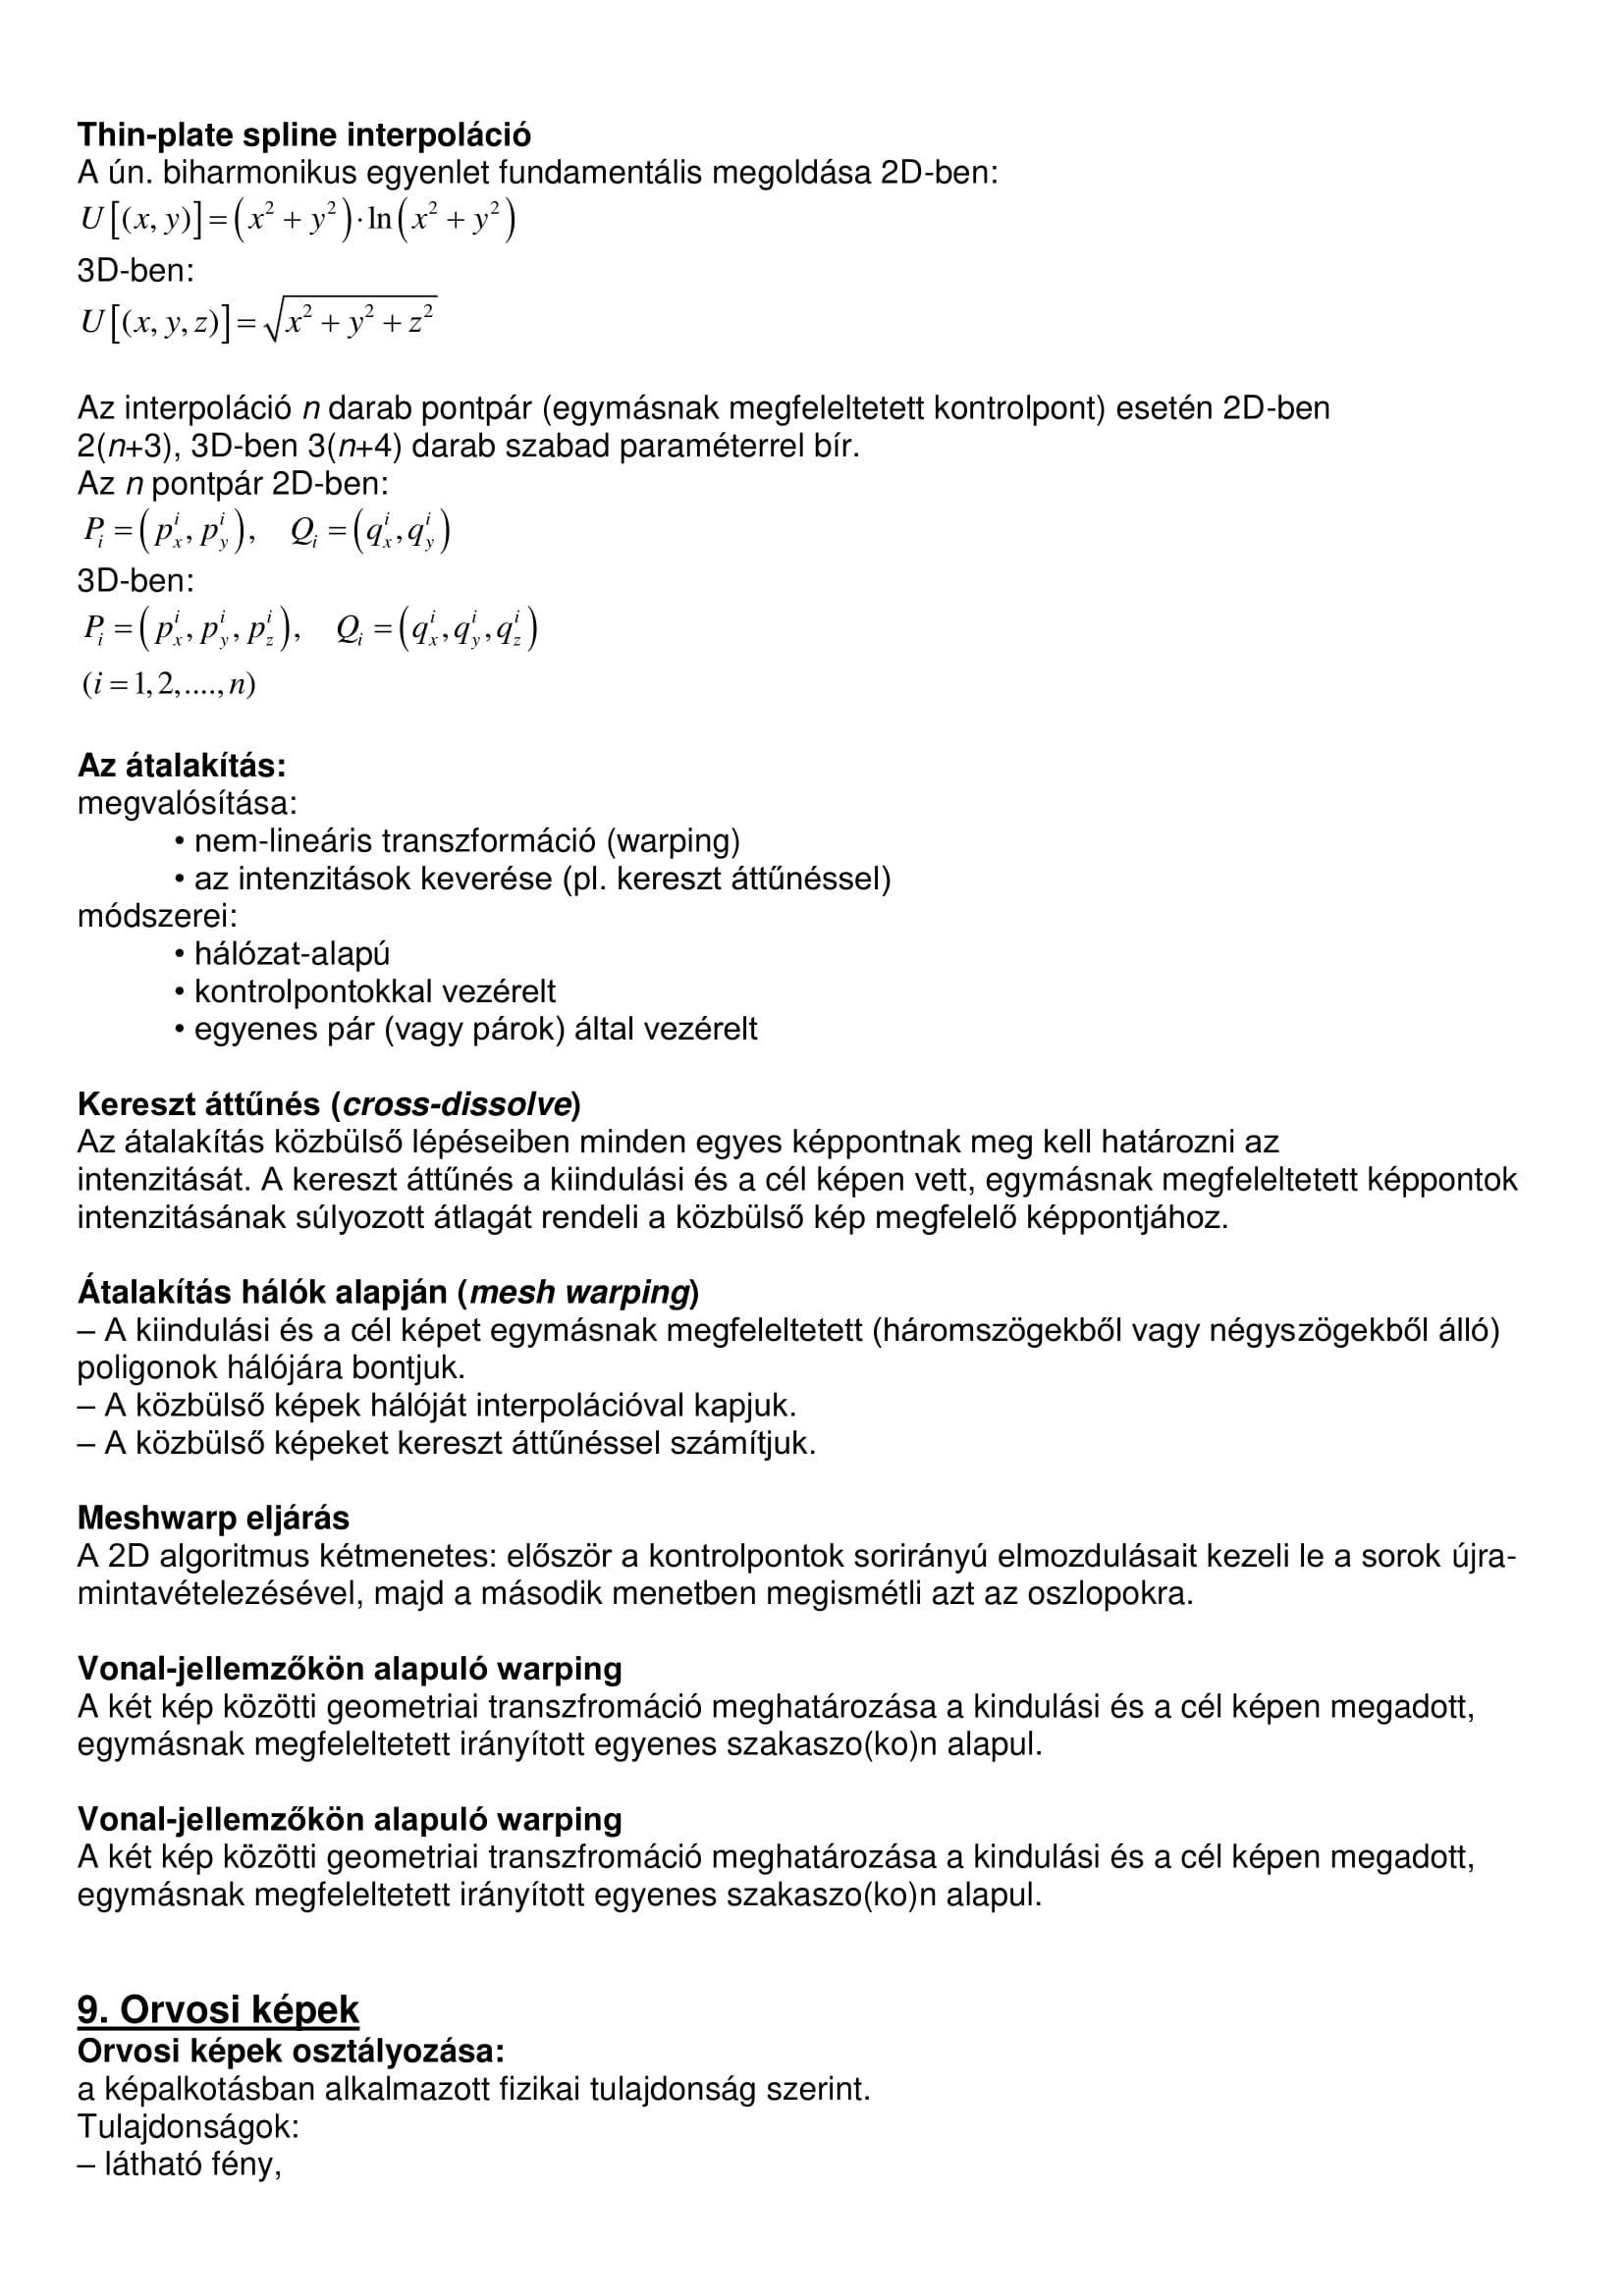 Thin-plate spline interpoláció
A ún. biharmonikus egyenlet fundamentális megoldása 2D-ben:
U[(x, y)] = (x² + y²)·ln(x² + y²)
3D-ben:
U[(x, y, z)] = √(x² + y² + z²)
Az interpoláció n darab pontpár (egymásnak megfeleltetett kontrolpont) esetén 2D-ben
2(n+3), 3D-ben 3(n+4) darab szabad paraméterrel bír.
Az n pontpár 2D-ben:
P_i = (p_x^i, p_y^i),   Q_i = (q_x^i, q_y^i)
3D-ben:
P_i = (p_x^i, p_y^i, p_z^i),   Q_i = (q_x^i, q_y^i, q_z^i)
(i = 1, 2,...., n)
Az átalakítás:
megvalósítása:
• nem-lineáris transzformáció (warping)
• az intenzitások keverése (pl. kereszt áttűnéssel)
módszerei:
• hálózat-alapú
• kontrolpontokkal vezérelt
• egyenes pár (vagy párok) által vezérelt
Kereszt áttűnés (cross-dissolve)
Az átalakítás közbülső lépéseiben minden egyes képpontnak meg kell határozni az
intenzitását. A kereszt áttűnés a kiindulási és a cél képen vett, egymásnak megfeleltetett képpontok
intenzitásának súlyozott átlagát rendeli a közbülső kép megfelelő képpontjához.
Átalakítás hálók alapján (mesh warping)
– A kiindulási és a cél képet egymásnak megfeleltetett (háromszögekből vagy négyszögekből álló)
poligonok hálójára bontjuk.
– A közbülső képek hálóját interpolációval kapjuk.
– A közbülső képeket kereszt áttűnéssel számítjuk.
Meshwarp eljárás
A 2D algoritmus kétmenetes: először a kontrolpontok sorirányú elmozdulásait kezeli le a sorok újra-
mintavételezésével, majd a második menetben megismétli azt az oszlopokra.
Vonal-jellemzőkön alapuló warping
A két kép közötti geometriai transzfromáció meghatározása a kindulási és a cél képen megadott,
egymásnak megfeleltetett irányított egyenes szakaszo(ko)n alapul.
Vonal-jellemzőkön alapuló warping
A két kép közötti geometriai transzfromáció meghatározása a kindulási és a cél képen megadott,
egymásnak megfeleltetett irányított egyenes szakaszo(ko)n alapul.
9. Orvosi képek
Orvosi képek osztályozása:
a képalkotásban alkalmazott fizikai tulajdonság szerint.
Tulajdonságok:
– látható fény,